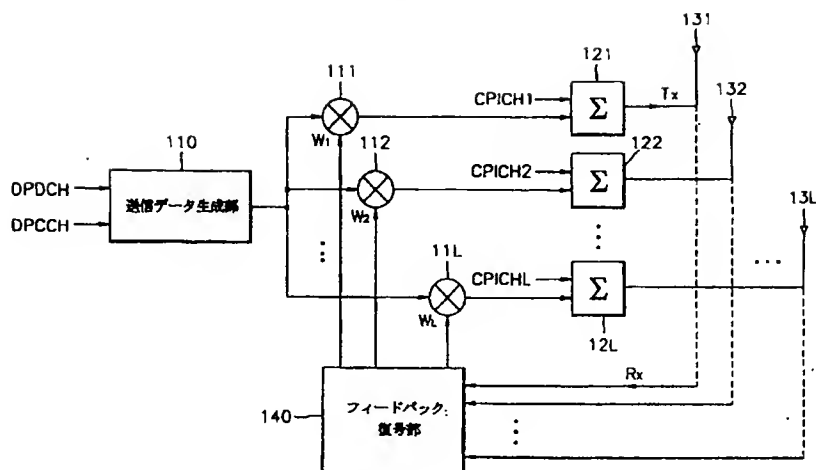 131
111
121
CPICH1
Σ
Tx
132
W1
110
112
122
CPICH2
Σ
DPDCH
DPCCH
送信データ生成部
W2
13L
11L
CPICHL
Σ
WL
12L
Rx
140
フィードバック
復号部